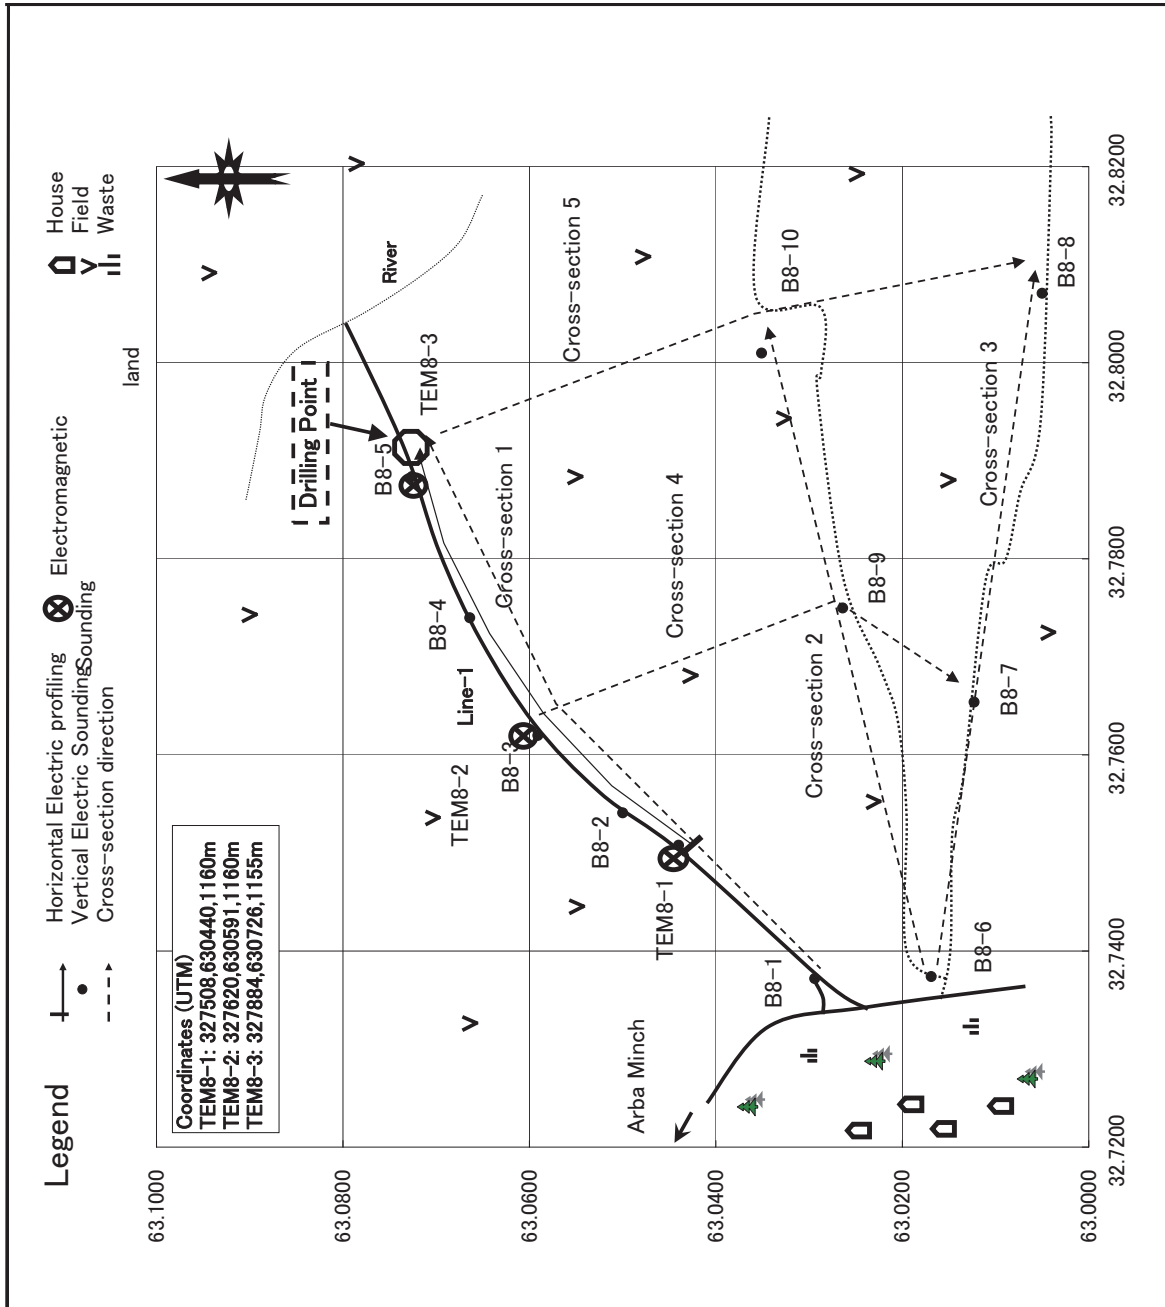 Legend
Horizontal Electric profiling
Vertical Electric Sounding
Cross-section direction
Electromagnetic
Sounding
House
Field
Waste
land
Coordinates (UTM)
TEM8-1: 327508,630440,1160m
TEM8-2: 327620,630591,1160m
TEM8-3: 327884,630726,1155m
63.1000
63.0800
63.0600
63.0400
63.0200
63.0000
32.7200
32.7400
32.7600
32.7800
32.8000
32.8200
Drilling Point
River
TEM8-3
B8-5
B8-4
Line-1
B8-3
TEM8-2
B8-2
TEM8-1
B8-1
Arba Minch
Cross-section 1
Cross-section 5
Cross-section 4
Cross-section 2
Cross-section 3
B8-10
B8-9
B8-8
B8-7
B8-6